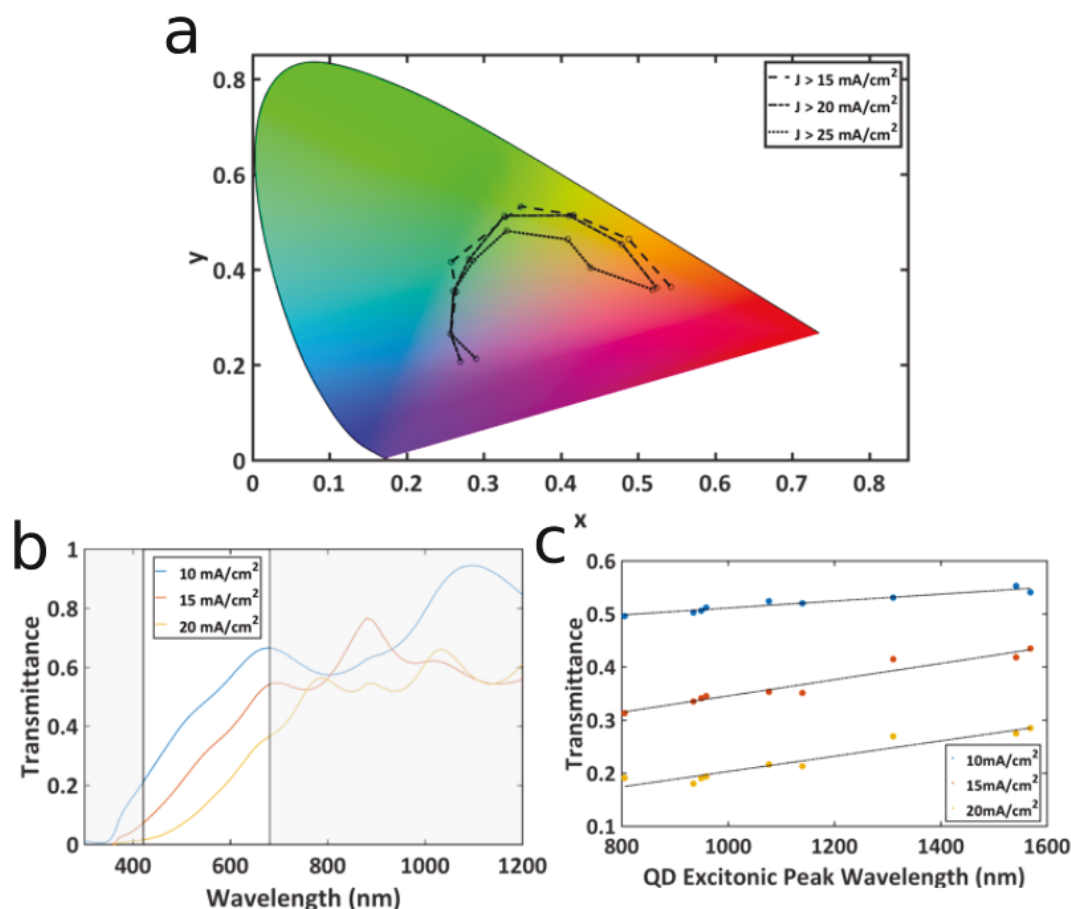 a
J > 15 mA/cm²
J > 20 mA/cm²
J > 25 mA/cm²
0.8
0.6
0.4
0.2
0
y
0 0.1 0.2 0.3 0.4 0.5 0.6 0.7 0.8
x
b
10 mA/cm²
15 mA/cm²
20 mA/cm²
1
0.8
0.6
0.4
0.2
0
Transmittance
400 600 800 1000 1200
Wavelength (nm)
c
0.6
0.5
0.4
0.3
0.2
0.1
Transmittance
10mA/cm²
15mA/cm²
20mA/cm²
800 1000 1200 1400 1600
QD Excitonic Peak Wavelength (nm)